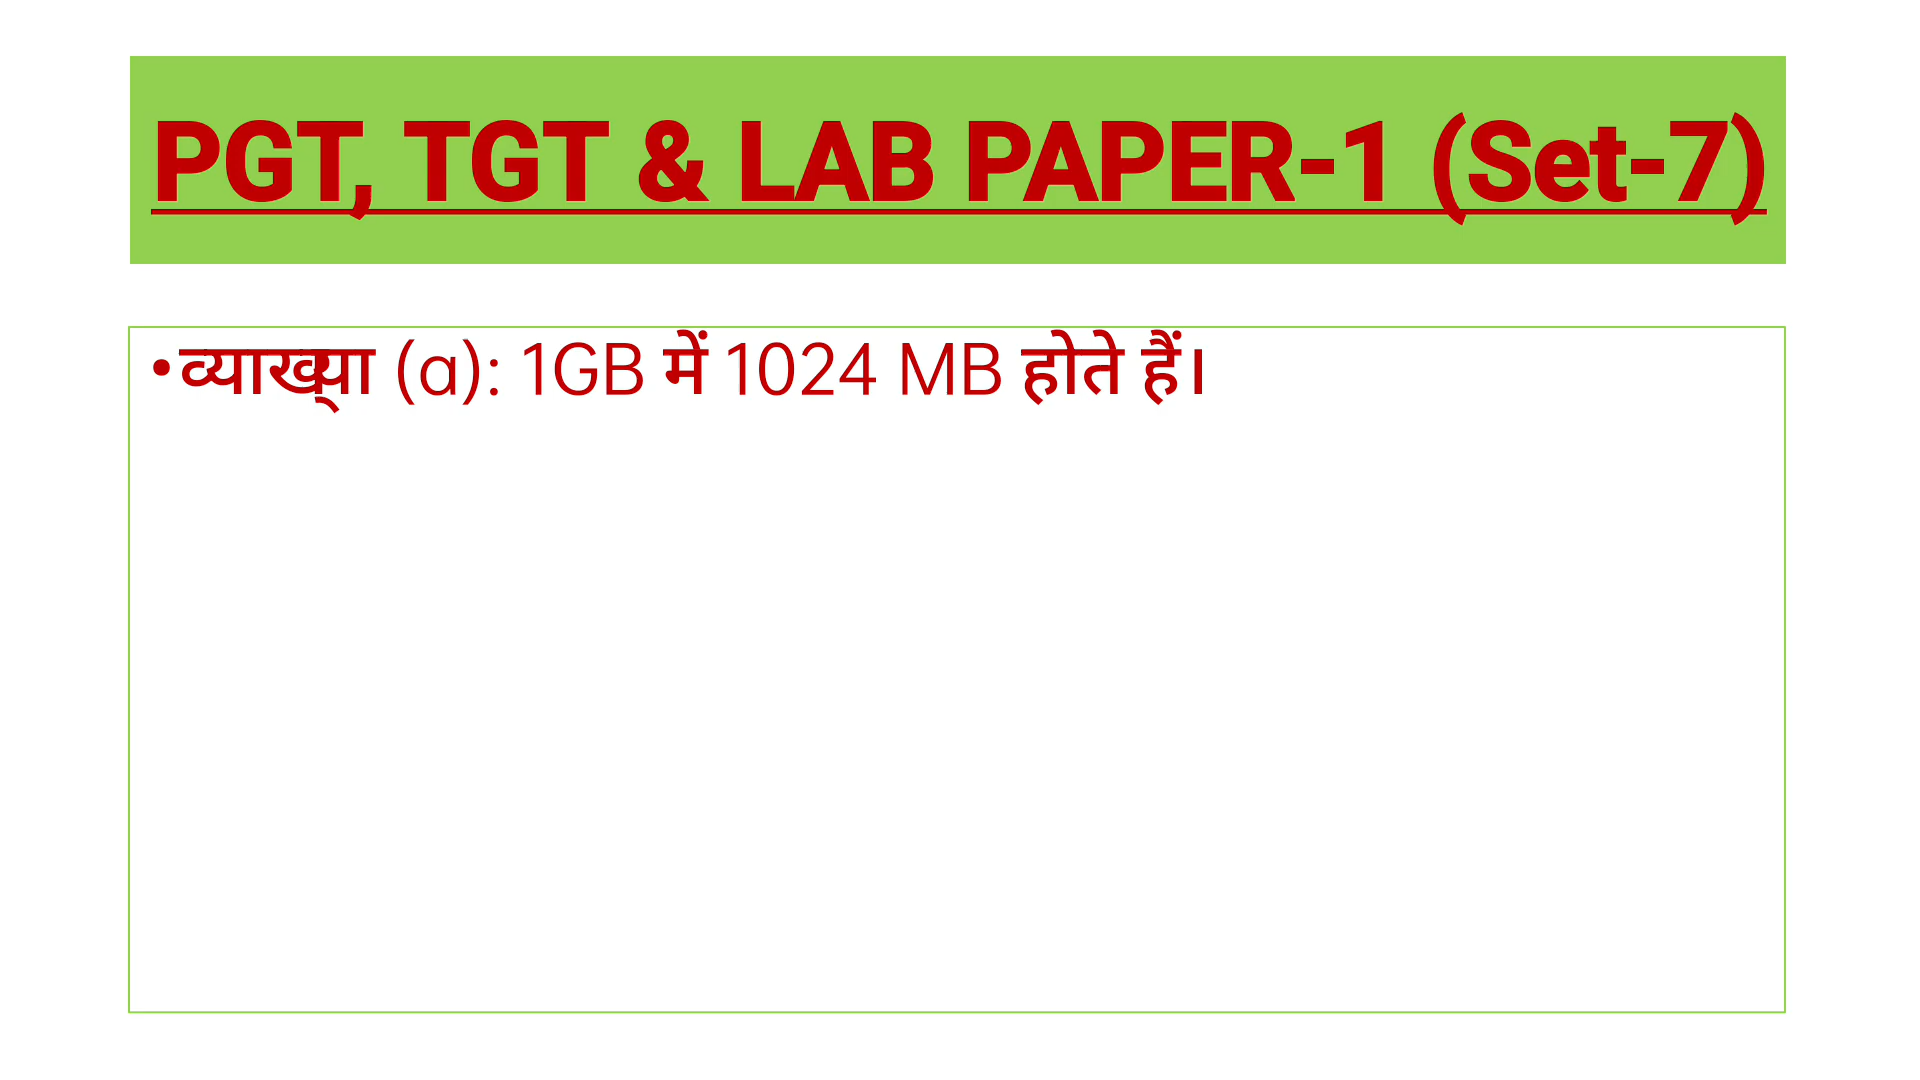 PGT, TGT & LAB PAPER-1 (Set-7)
•व्याख्या (a): 1GB में 1024 MB होते हैं।